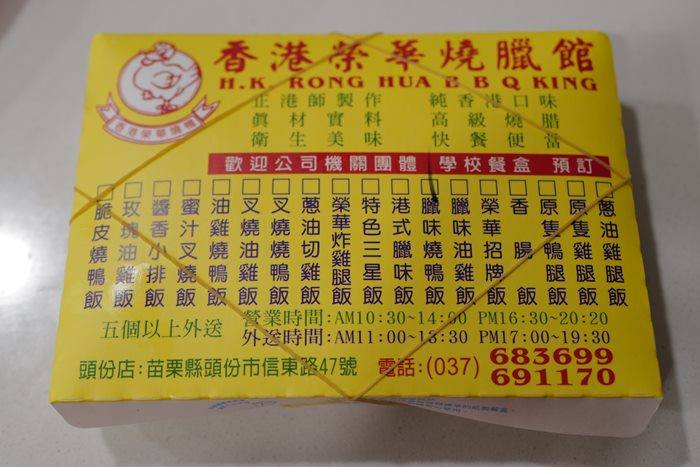 香港榮華燒臘館
H.K. RONG HUA B B Q KING
香港榮華燒臘
正港師製作 純香港口味
眞材實料 高級燒腊
衛生美味 快餐便當
歡迎公司機關團體 學校餐盒 預訂
□脆皮燒鴨飯
□玫瑰油雞飯
□醬香小排飯
□蜜汁叉燒飯
□油雞燒鴨飯
□叉燒油雞飯
□叉燒燒鴨飯
□蔥油切雞飯
□榮華炸雞腿飯
□特色三星飯
□港式臘味飯
□臘味燒鴨飯
□臘味油雞飯
□榮華招牌飯
□香腸飯
□原隻鴨腿飯
□原隻雞腿飯
□蔥油雞腿飯
五個以上外送
營業時間:AM10:30~14:00 PM16:30~20:20
外送時間:AM11:00~13:30 PM17:00~19:30
頭份店:苗栗縣頭份市信東路47號 電話:(037) 683699
691170